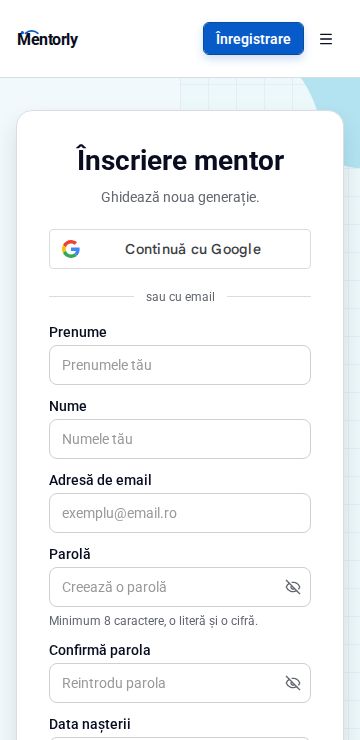 Mentorly
Înregistrare
Înscriere mentor
Ghidează noua generație.
Continuă cu Google
sau cu email
Prenume
Prenumele tău
Nume
Numele tău
Adresă de email
exemplu@email.ro
Parolă
Creează o parolă
Minimum 8 caractere, o literă și o cifră.
Confirmă parola
Reintrodu parola
Data nașterii